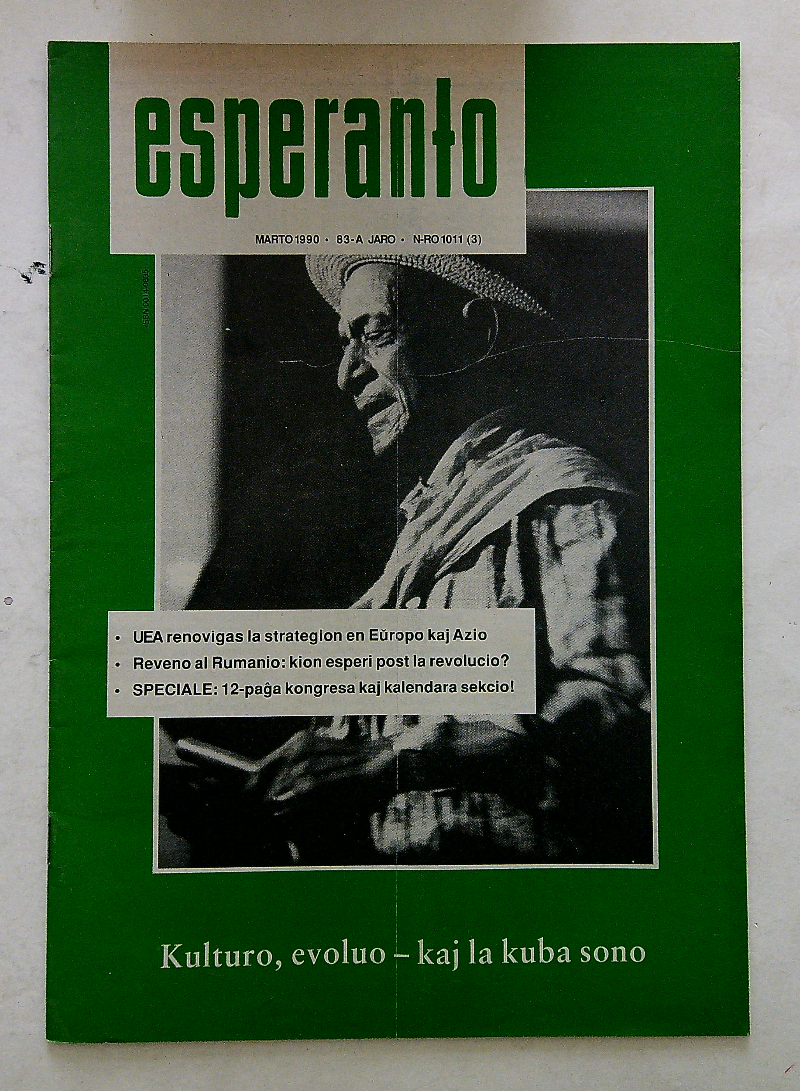 esperanto
MARTO 1990 • 83-A JARO • N-RO 1011 (3)
• UEA renovigas la strategion en Eŭropo kaj Azio
• Reveno al Rumanio: kion esperi post la revolucio?
• SPECIALE: 12-paĝa kongresa kaj kalendara sekcio!
Kulturo, evoluo – kaj la kuba sono